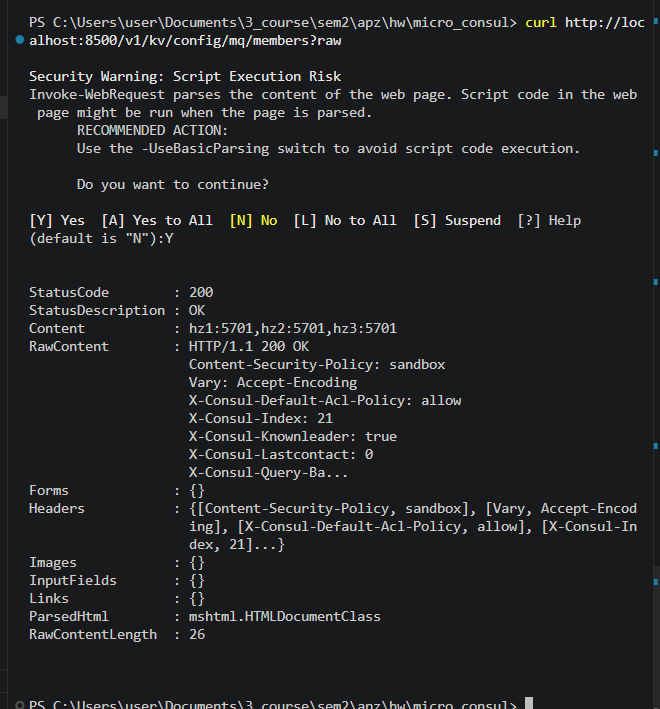 PS C:\Users\user\Documents\3_course\sem2\apz\hw\micro_consul> curl http://loc
alhost:8500/v1/kv/config/mq/members?raw
Security Warning: Script Execution Risk
Invoke-WebRequest parses the content of the web page. Script code in the web
 page might be run when the page is parsed.
      RECOMMENDED ACTION:
      Use the -UseBasicParsing switch to avoid script code execution.
      Do you want to continue?
[Y] Yes  [A] Yes to All  [N] No  [L] No to All  [S] Suspend  [?] Help
(default is "N"):Y
StatusCode        : 200
StatusDescription : OK
Content           : hz1:5701,hz2:5701,hz3:5701
RawContent        : HTTP/1.1 200 OK
                    Content-Security-Policy: sandbox
                    Vary: Accept-Encoding
                    X-Consul-Default-Acl-Policy: allow
                    X-Consul-Index: 21
                    X-Consul-Knownleader: true
                    X-Consul-Lastcontact: 0
                    X-Consul-Query-Ba...
Forms             : {}
Headers           : {[Content-Security-Policy, sandbox], [Vary, Accept-Encod
                    ing], [X-Consul-Default-Acl-Policy, allow], [X-Consul-In
                    dex, 21]...}
Images            : {}
InputFields       : {}
Links             : {}
ParsedHtml        : mshtml.HTMLDocumentClass
RawContentLength  : 26
PS C:\Users\user\Documents\3_course\sem2\apz\hw\micro_consul>